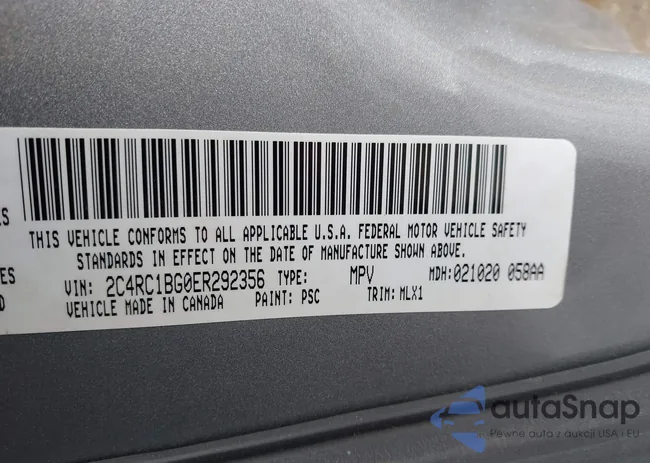 ES
THIS VEHICLE CONFORMS TO ALL APPLICABLE U.S.A. FEDERAL MOTOR VEHICLE SAFETY
STANDARDS IN EFFECT ON THE DATE OF MANUFACTURE SHOWN ABOVE.
VIN: 2C4RC1BG0ER292356 TYPE: MPV MDH:021020 058AA
VEHICLE MADE IN CANADA PAINT: PSC TRIM: MLX1
autaSnap
Pewne auta z aukcji USA i EU